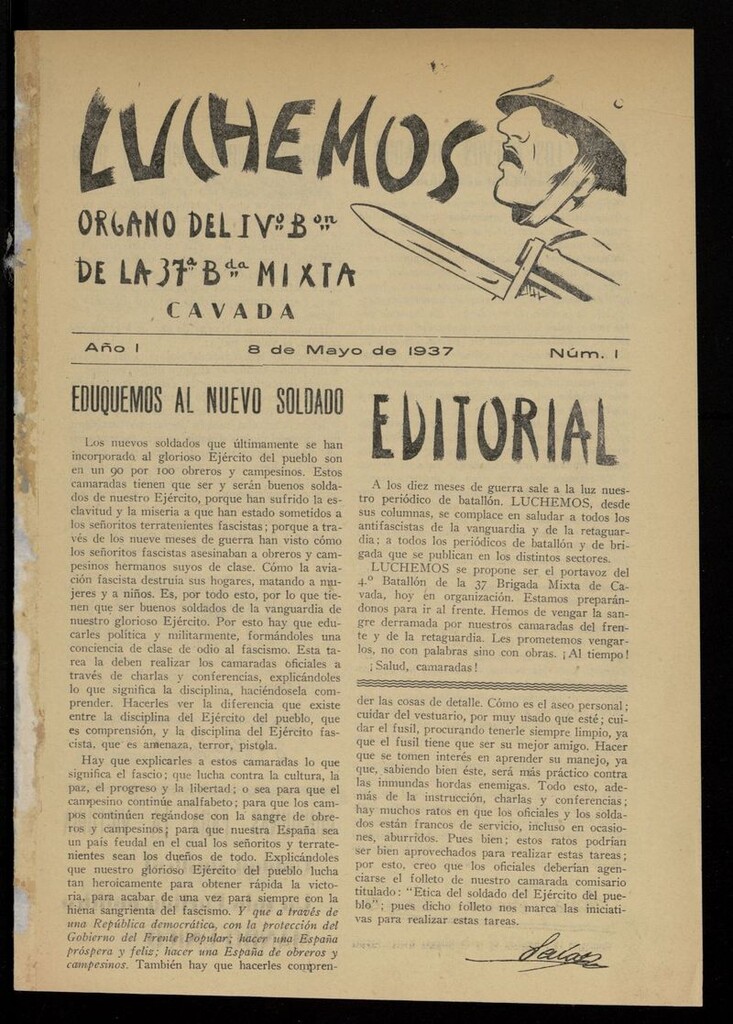 LUCHEMOS
ORGANO DEL IVº Bon
DE LA 37ª Bda MIXTA
CAVADA
Año I 8 de Mayo de 1937 Núm. I
EDUQUEMOS AL NUEVO SOLDADO
Los nuevos soldados que últimamente se han
incorporado al glorioso Ejército del pueblo son
en un 90 por 100 obreros y campesinos. Estos
camaradas tienen que ser y serán buenos solda-
dos de nuestro Ejército, porque han sufrido la es-
clavitud y la miseria a que han estado sometidos a
los señoritos terratenientes fascistas; porque a tra-
vés de los nueve meses de guerra han visto cómo
los señoritos fascistas asesinaban a obreros y cam-
pesinos hermanos suyos de clase. Cómo la avia-
ción fascista destruía sus hogares, matando a mu-
jeres y a niños. Es, por todo esto, por lo que tie-
nen que ser buenos soldados de la vanguardia de
nuestro glorioso Ejército. Por esto hay que edu-
carles política y militarmente, formándoles una
conciencia de clase de odio al fascismo. Esta ta-
rea la deben realizar los camaradas oficiales a
través de charlas y conferencias, explicándoles
lo que significa la disciplina, haciéndosela com-
prender. Hacerles ver la diferencia que existe
entre la disciplina del Ejército del pueblo, que
es comprensión, y la disciplina del Ejército fas-
cista, que es amenaza, terror, pistola.
Hay que explicarles a estos camaradas lo que
significa el fascio; que lucha contra la cultura, la
paz, el progreso y la libertad; o sea para que el
campesino continúe analfabeto; para que los cam-
pos continúen regándose con la sangre de obre-
ros y campesinos; para que nuestra España sea
un país feudal en el cual los señoritos y terrate-
nientes sean los dueños de todo. Explicándoles
que nuestro glorioso Ejército del pueblo lucha
tan heroicamente para obtener rápida la victo-
ria, para acabar de una vez para siempre con la
hiena sangrienta del fascismo. Y que a través de
una República democrática, con la protección del
Gobierno del Frente Popular; hacer una España
próspera y feliz; hacer una España de obreros y
campesinos. También hay que hacerles compren-
EDITORIAL
A los diez meses de guerra sale a la luz nues-
tro periódico de batallón. LUCHEMOS, desde
sus columnas, se complace en saludar a todos los
antifascistas de la vanguardia y de la retaguar-
dia; a todos los periódicos de batallón y de bri-
gada que se publican en los distintos sectores.
LUCHEMOS se propone ser el portavoz del
4.º Batallón de la 37 Brigada Mixta de Ca-
vada, hoy en organización. Estamos preparán-
donos para ir al frente. Hemos de vengar la san-
gre derramada por nuestros camaradas del fren-
te y de la retaguardia. Les prometemos vengar-
los, no con palabras sino con obras. ¡Al tiempo!
¡Salud, camaradas!
der las cosas de detalle. Cómo es el aseo personal;
cuidar del vestuario, por muy usado que esté; cui-
dar el fusil, procurando tenerle siempre limpio, ya
que el fusil tiene que ser su mejor amigo. Hacer
que se tomen interés en aprender su manejo, ya
que, sabiendo bien éste, será más práctico contra
las inmundas hordas enemigas. Todo esto, ade-
más de la instrucción, charlas y conferencias;
hay muchos ratos en que los oficiales y los solda-
dos están francos de servicio, incluso en ocasio-
nes, aburridos. Pues bien; estos ratos podrían
ser bien aprovechados para realizar estas tareas;
por esto, creo que los oficiales deberían agen-
ciarse el folleto de nuestro camarada comisario
titulado: "Etica del soldado del Ejército del pue-
blo"; pues dicho folleto nos marca las iniciati-
vas para realizar estas tareas.